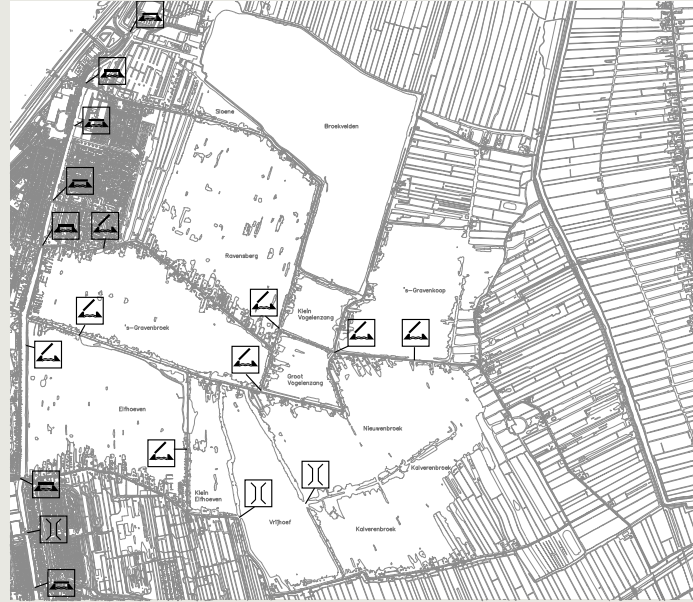 Sloene
Broekvelden
Ravensberg
's-Gravenkoop
Klein
Vogelenzang
's-Gravenbroek
Groot
Vogelenzang
Elfhoeven
Nieuwenbroek
Kalverenbroek
Klein
Elfhoeven
Vrijhoef
Kalverenbroek